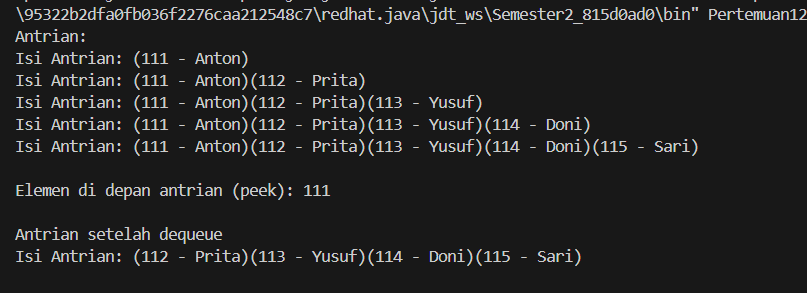 \95322b2dfa0fb036f2276caa212548c7\redhat.java\jdt_ws\Semester2_815d0ad0\bin" Pertemuan12
Antrian:
Isi Antrian: (111 - Anton)
Isi Antrian: (111 - Anton)(112 - Prita)
Isi Antrian: (111 - Anton)(112 - Prita)(113 - Yusuf)
Isi Antrian: (111 - Anton)(112 - Prita)(113 - Yusuf)(114 - Doni)
Isi Antrian: (111 - Anton)(112 - Prita)(113 - Yusuf)(114 - Doni)(115 - Sari)
Elemen di depan antrian (peek): 111
Antrian setelah dequeue
Isi Antrian: (112 - Prita)(113 - Yusuf)(114 - Doni)(115 - Sari)